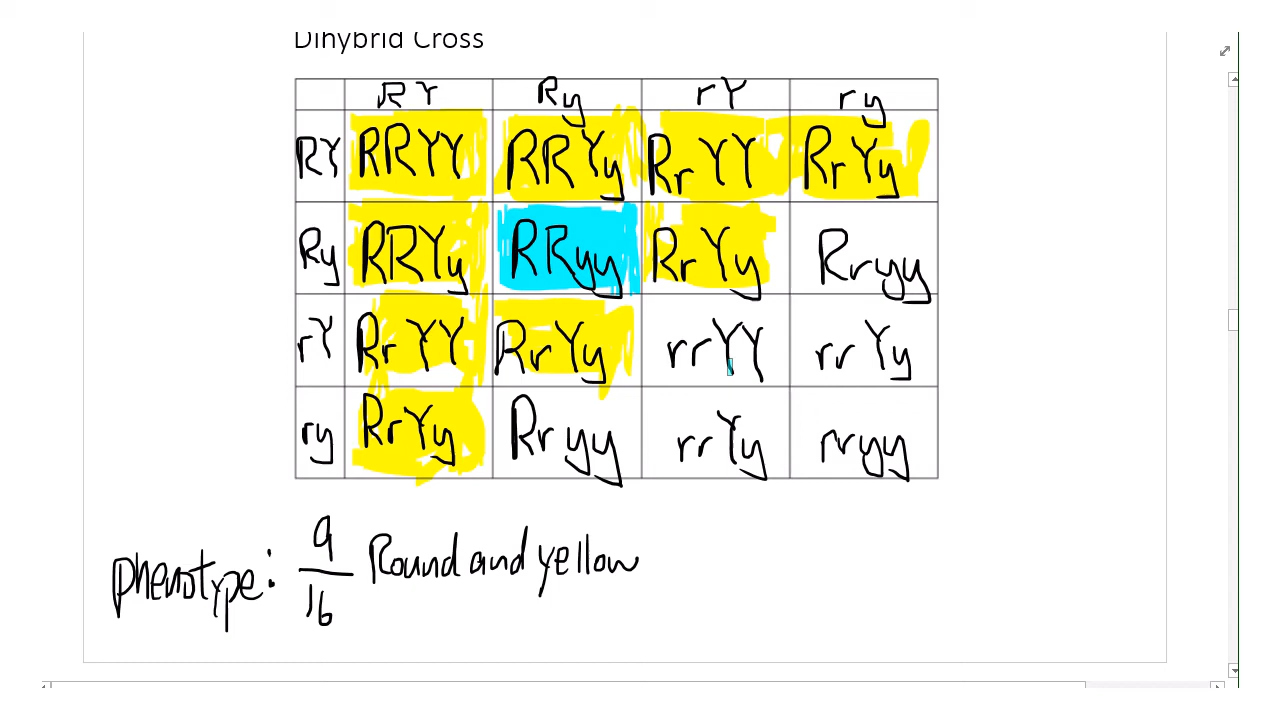 Dihybrid Cross
RY Ry rY ry
RY RRYY RRYy RrYY RrYy
Ry RRYy RRyy RrYy Rryy
rY RrYY RrYy rrYY rrYy
ry RrYy Rryy rrYy rryy
phenotype: 9/16 Round and yellow